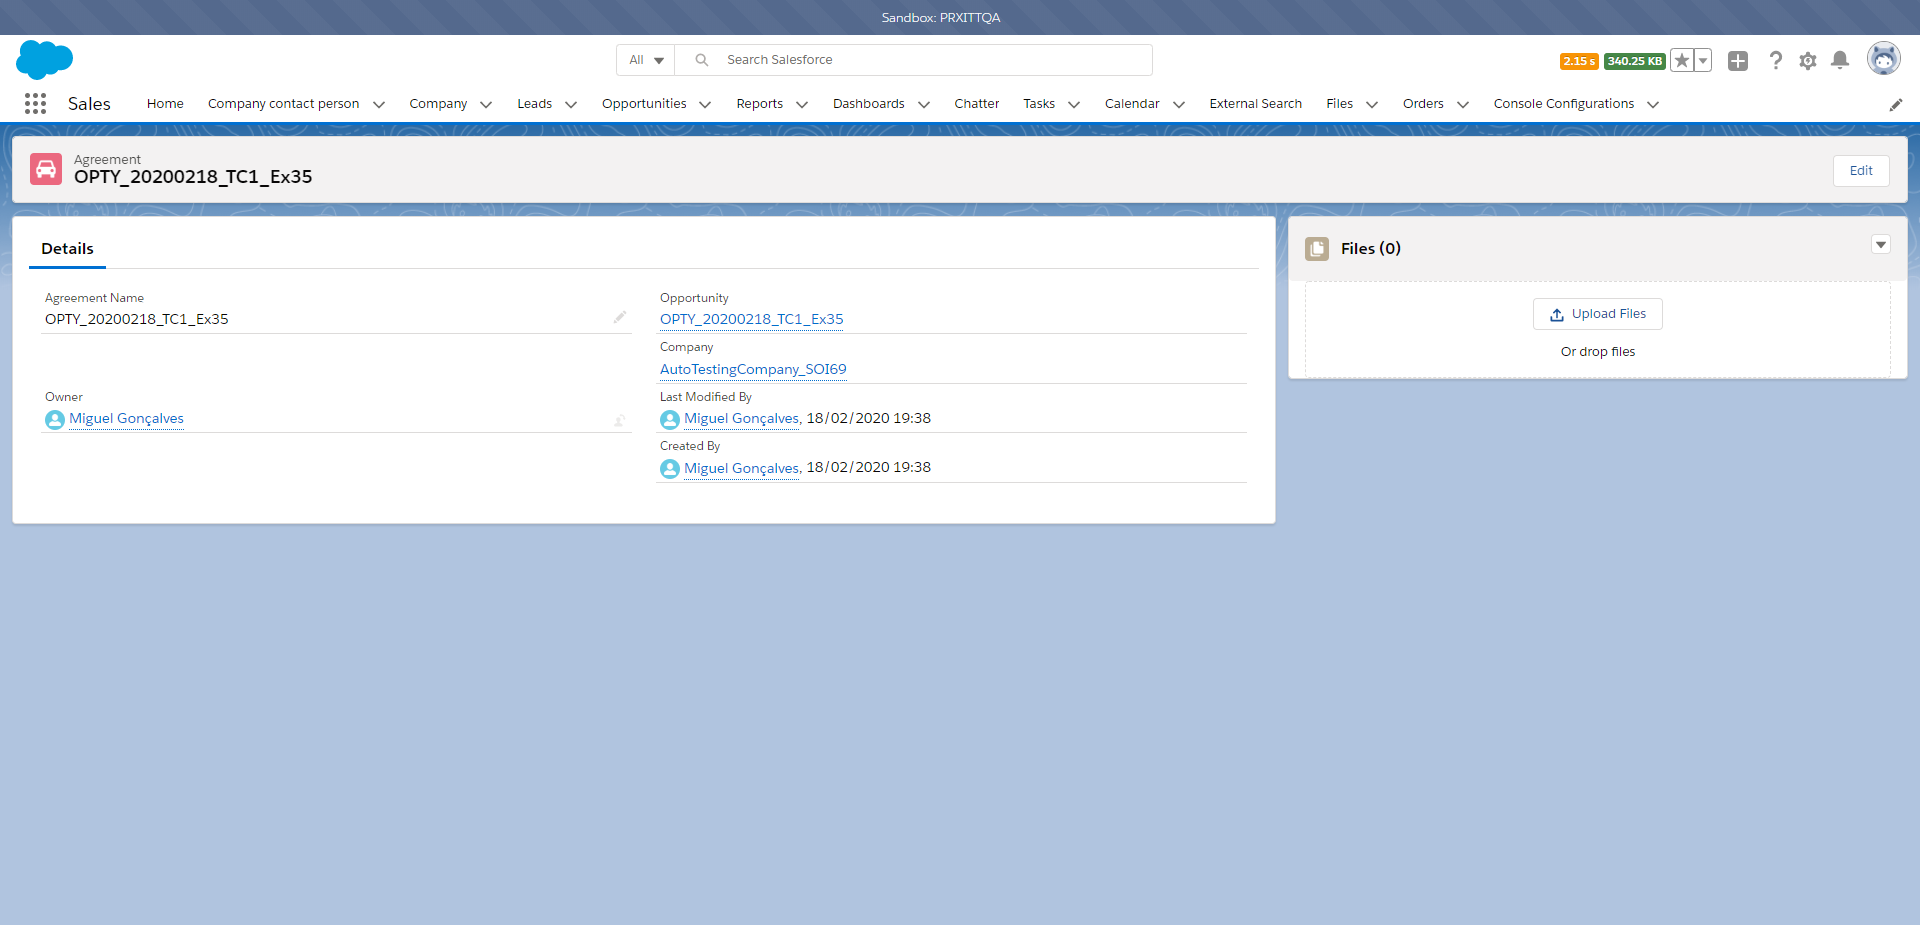 Sandbox: PRXITTQA
All
Search Salesforce
2.15 s
340.25 KB
Sales
Home
Company contact person
Company
Leads
Opportunities
Reports
Dashboards
Chatter
Tasks
Calendar
External Search
Files
Orders
Console Configurations
Agreement
OPTY_20200218_TC1_Ex35
Edit
Details
Agreement Name
OPTY_20200218_TC1_Ex35
Opportunity
OPTY_20200218_TC1_Ex35
Company
AutoTestingCompany_SOI69
Owner
Miguel Gonçalves
Last Modified By
Miguel Gonçalves, 18/02/2020 19:38
Created By
Miguel Gonçalves, 18/02/2020 19:38
Files (0)
Upload Files
Or drop files